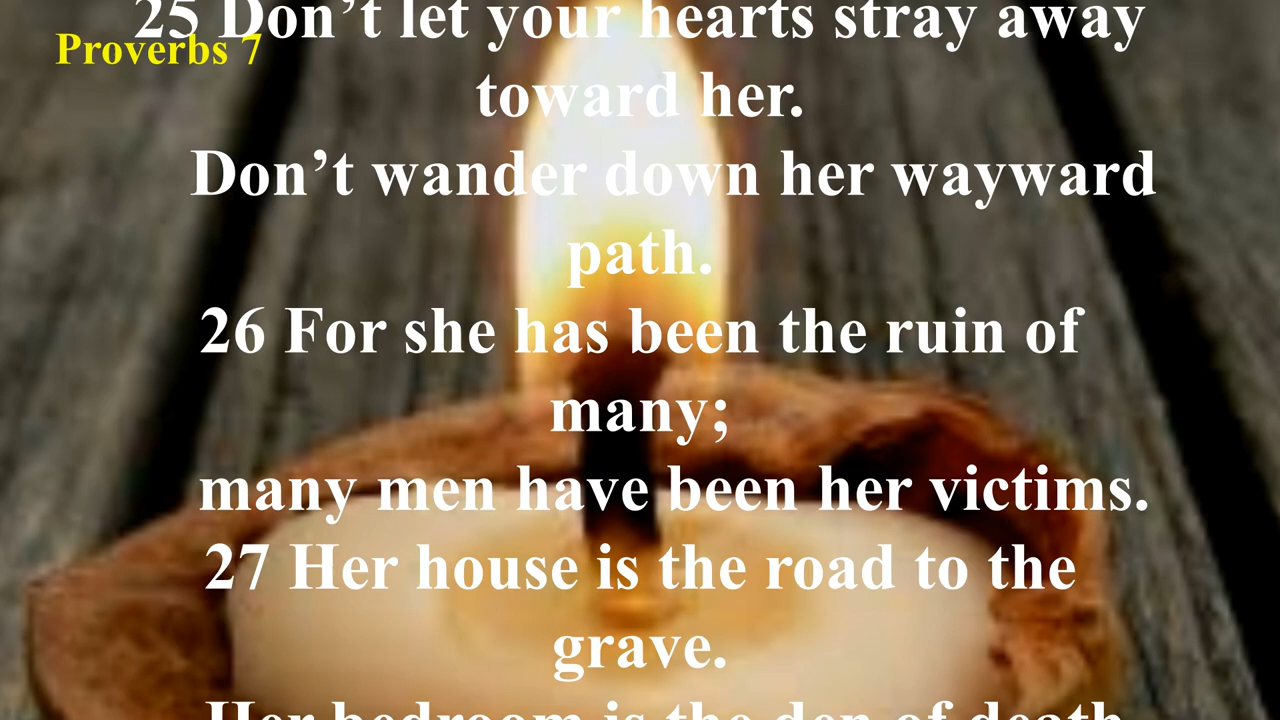 25 Don’t let your hearts stray away
Proverbs 7
toward her.
Don’t wander down her wayward
path.
26 For she has been the ruin of
many;
many men have been her victims.
27 Her house is the road to the
grave.
Her bedroom is the den of death